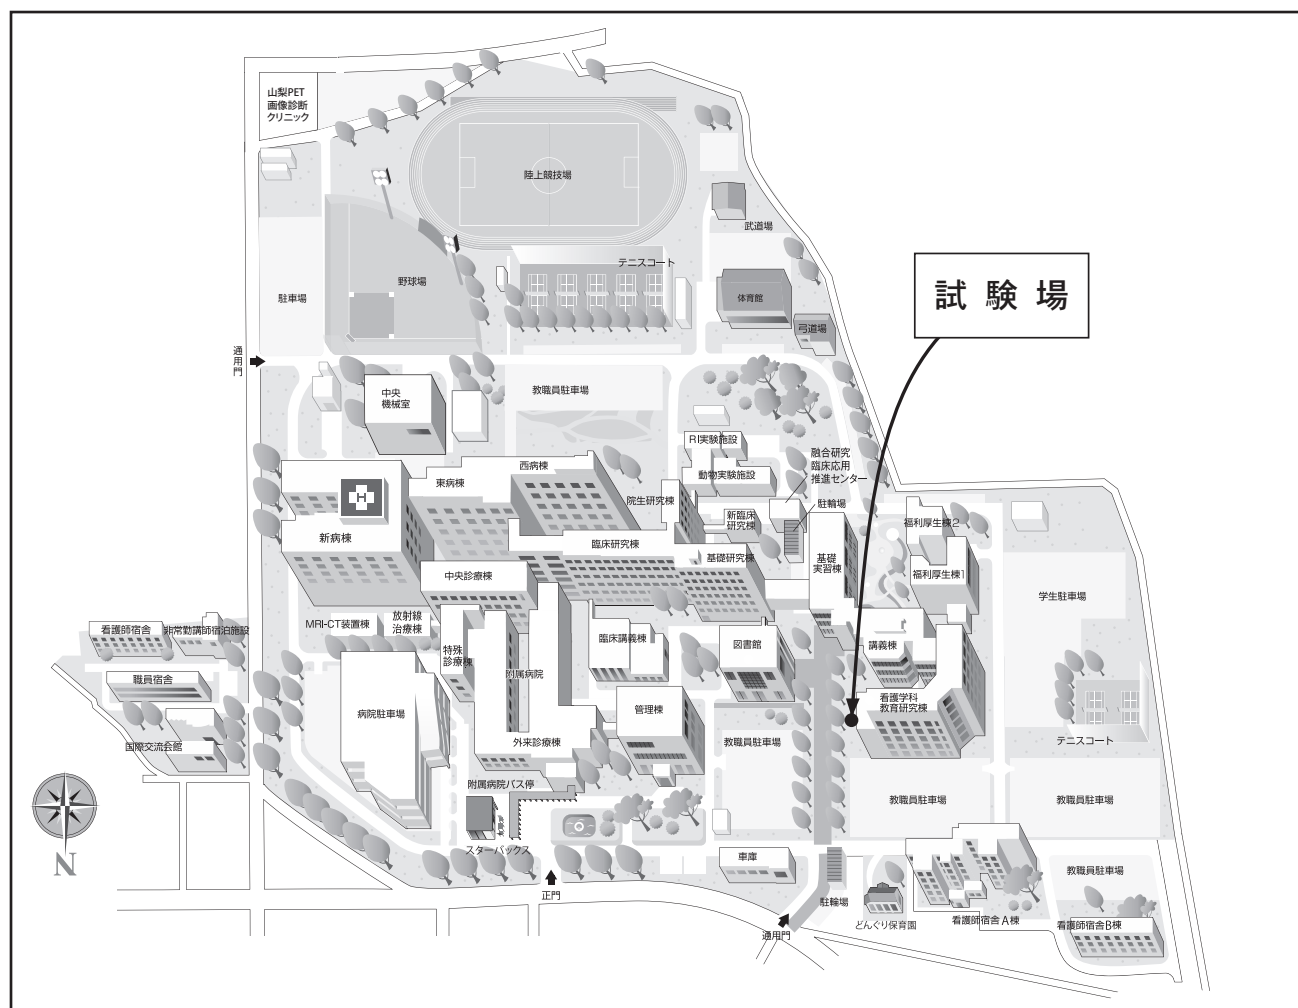 山梨PET
画像診断
クリニック
陸上競技場
武道場
テニスコート
野球場
駐車場
体育館
弓道場
試験場
通用門
教職員駐車場
中央
機械室
RI実験施設
動物実験施設
融合研究
臨床応用
推進センター
駐輪場
西病棟
東病棟
院生研究棟
新臨床
研究棟
H
新病棟
臨床研究棟
基礎研究棟
基礎
実習棟
福利厚生棟2
福利厚生棟1
中央診療棟
学生駐車場
MRI-CT装置棟
放射線
治療棟
看護師宿舎
非常勤講師宿泊施設
特殊
診療棟
臨床講義棟
図書館
講義棟
附属病院
職員宿舎
看護学科
教育研究棟
病院駐車場
管理棟
外来診療棟
教職員駐車場
テニスコート
国際交流会館
附属病院バス停
教職員駐車場
教職員駐車場
スターバックス
N
車庫
教職員駐車場
正門
駐輪場
どんぐり保育園
看護師宿舎A棟
看護師宿舎B棟
通用門